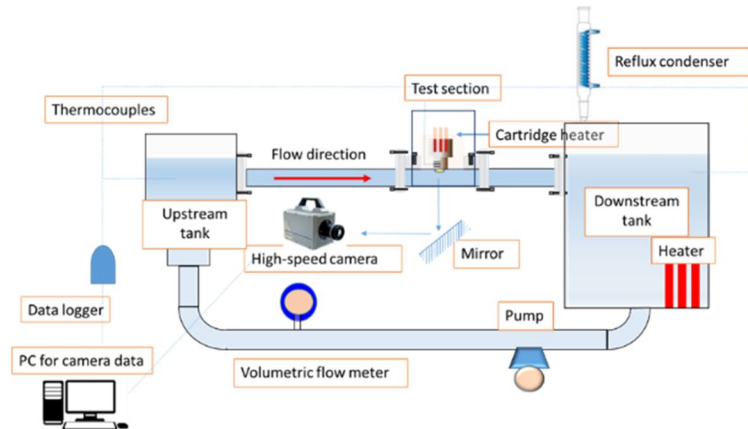 Reflux condenser
Test section
Thermocouples
Cartridge heater
Flow direction
Upstream
tank
Downstream
tank
High-speed camera
Mirror
Heater
Data logger
Pump
PC for camera data
Volumetric flow meter